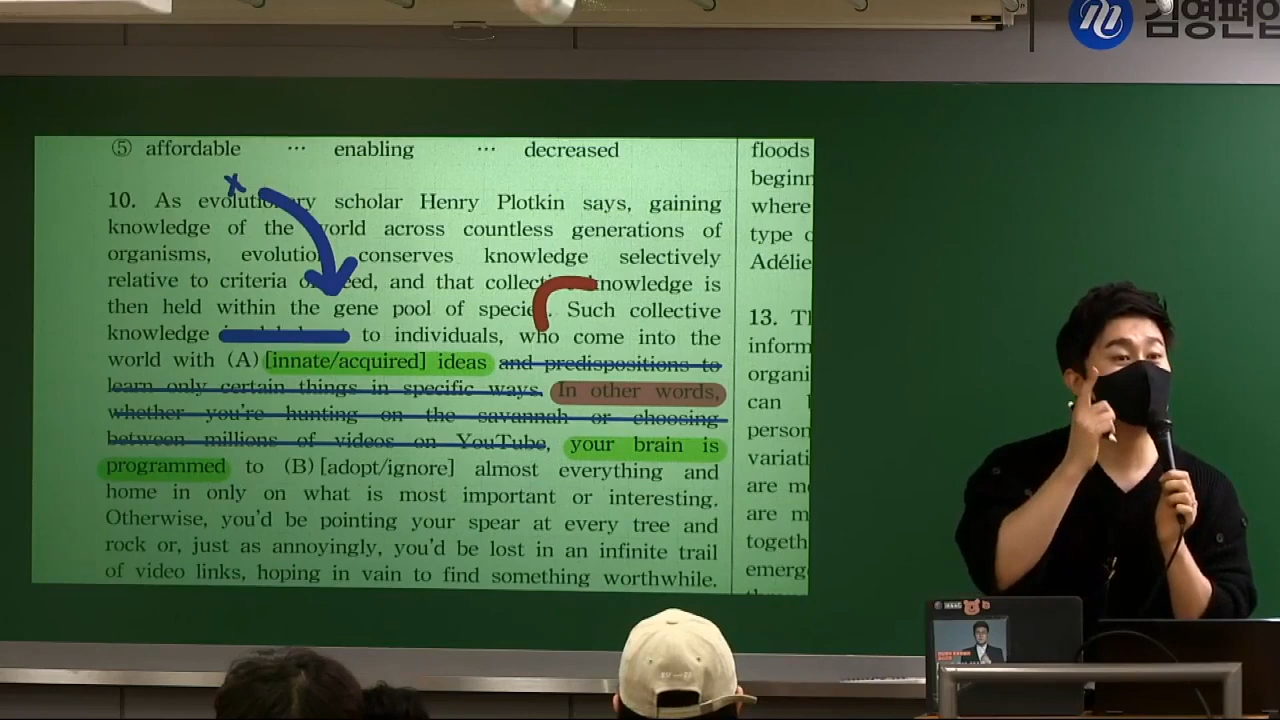 김영편입
⑤ affordable ... enabling ... decreased
10. As evolutionary scholar Henry Plotkin says, gaining
knowledge of the world across countless generations of
organisms, evolution conserves knowledge selectively
relative to criteria of need, and that collective knowledge is
then held within the gene pool of species. Such collective
knowledge to individuals, who come into the
world with (A) [innate/acquired] ideas and predispositions to
learn only certain things in specific ways. In other words,
whether you're hunting on the savannah or choosing
between millions of videos on YouTube, your brain is
programmed to (B) [adopt/ignore] almost everything and
home in only on what is most important or interesting.
Otherwise, you'd be pointing your spear at every tree and
rock or, just as annoyingly, you'd be lost in an infinite trail
of video links, hoping in vain to find something worthwhile.
floods
beginn
where
type o
Adélie
13. Th
inform
organi
can
person
variati
are mo
are m
togeth
emerg